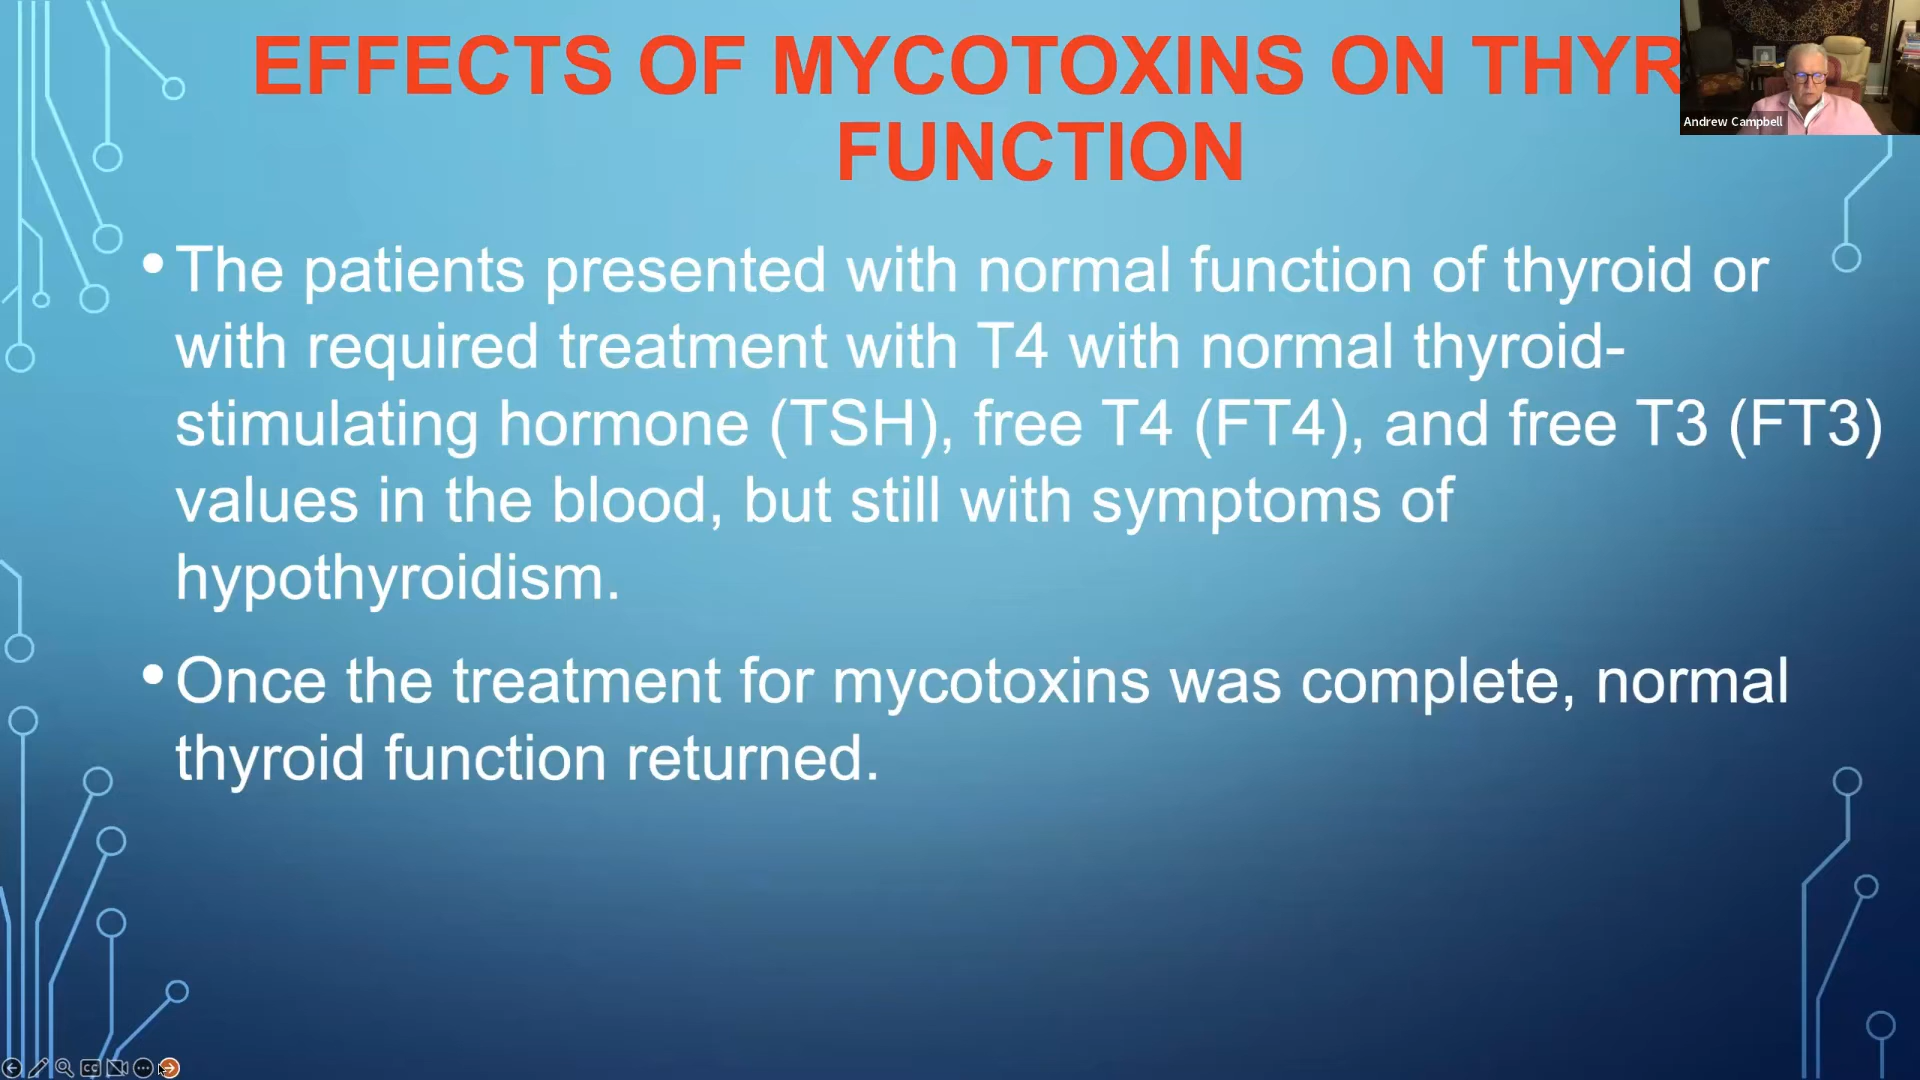 EFFECTS OF MYCOTOXINS ON THYR
FUNCTION
Andrew Campbell
• The patients presented with normal function of thyroid or
with required treatment with T4 with normal thyroid-
stimulating hormone (TSH), free T4 (FT4), and free T3 (FT3)
values in the blood, but still with symptoms of
hypothyroidism.
• Once the treatment for mycotoxins was complete, normal
thyroid function returned.
CC